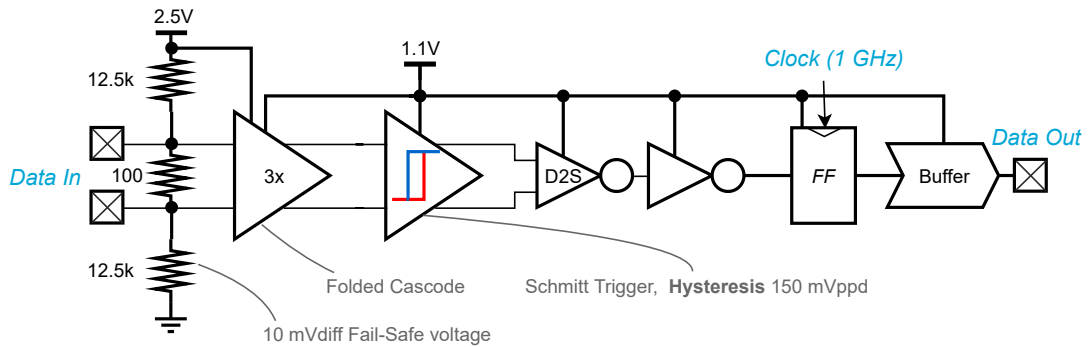 2.5V
1.1V
Clock (1 GHz)
12.5k
Data In
100
3x
D2S
FF
Buffer
Data Out
12.5k
Folded Cascode
Schmitt Trigger, Hysteresis 150 mVppd
10 mVdiff Fail-Safe voltage